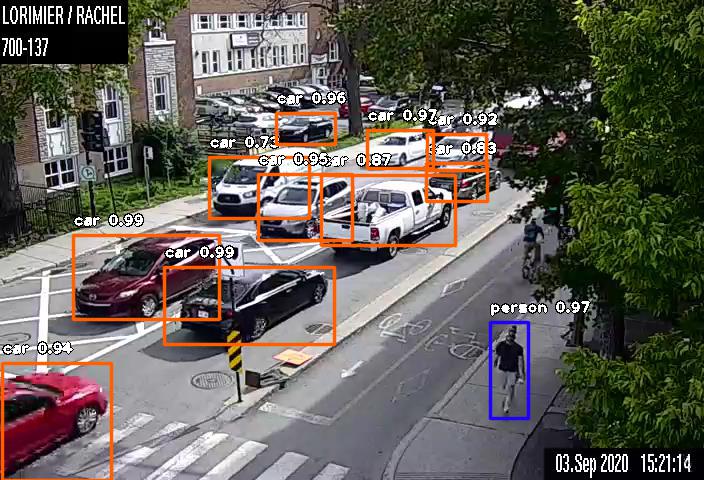 LORIMIER / RACHEL
700-137
car 0.96
car 0.97
car 0.92
car 0.73
car 0.95
car 0.87
car 0.83
car 0.99
car 0.99
person 0.97
car 0.94
03.Sep 2020 15:21:14